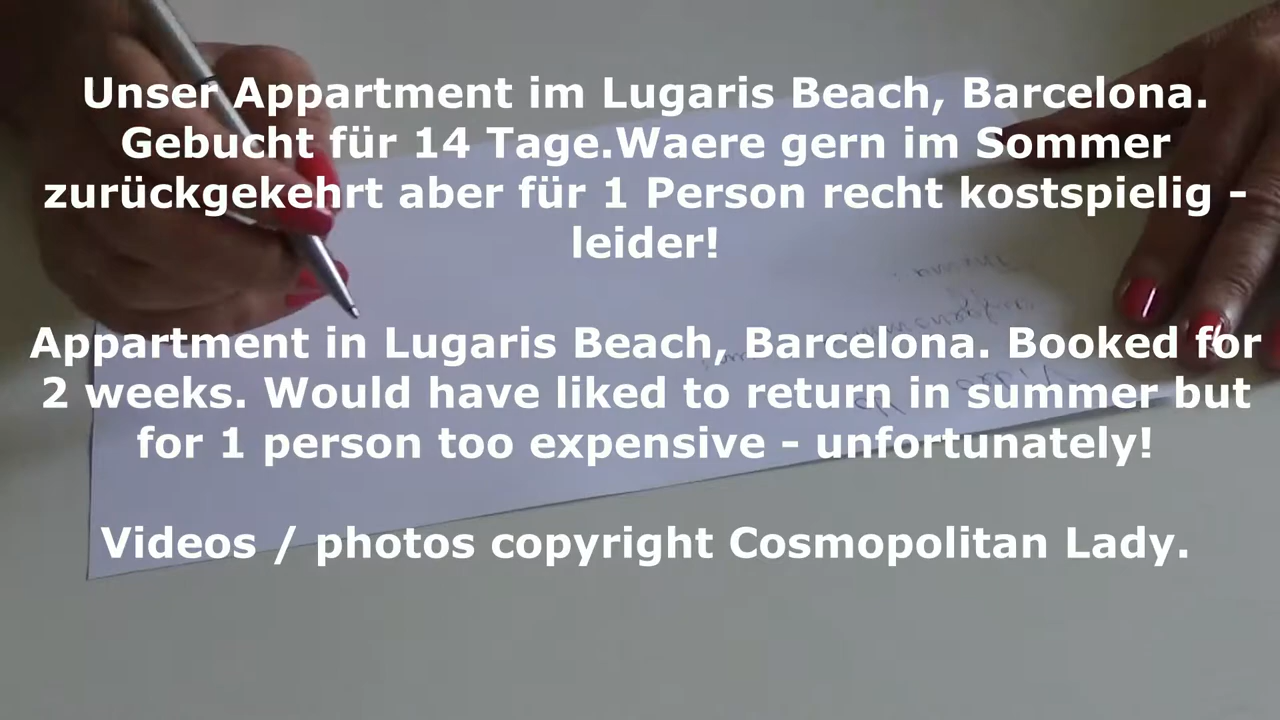 Unser Appartment im Lugaris Beach, Barcelona.
Gebucht für 14 Tage.Waere gern im Sommer
zurückgekehrt aber für 1 Person recht kostspielig -
leider!
Appartment in Lugaris Beach, Barcelona. Booked for
2 weeks. Would have liked to return in summer but
for 1 person too expensive - unfortunately!
Videos / photos copyright Cosmopolitan Lady.